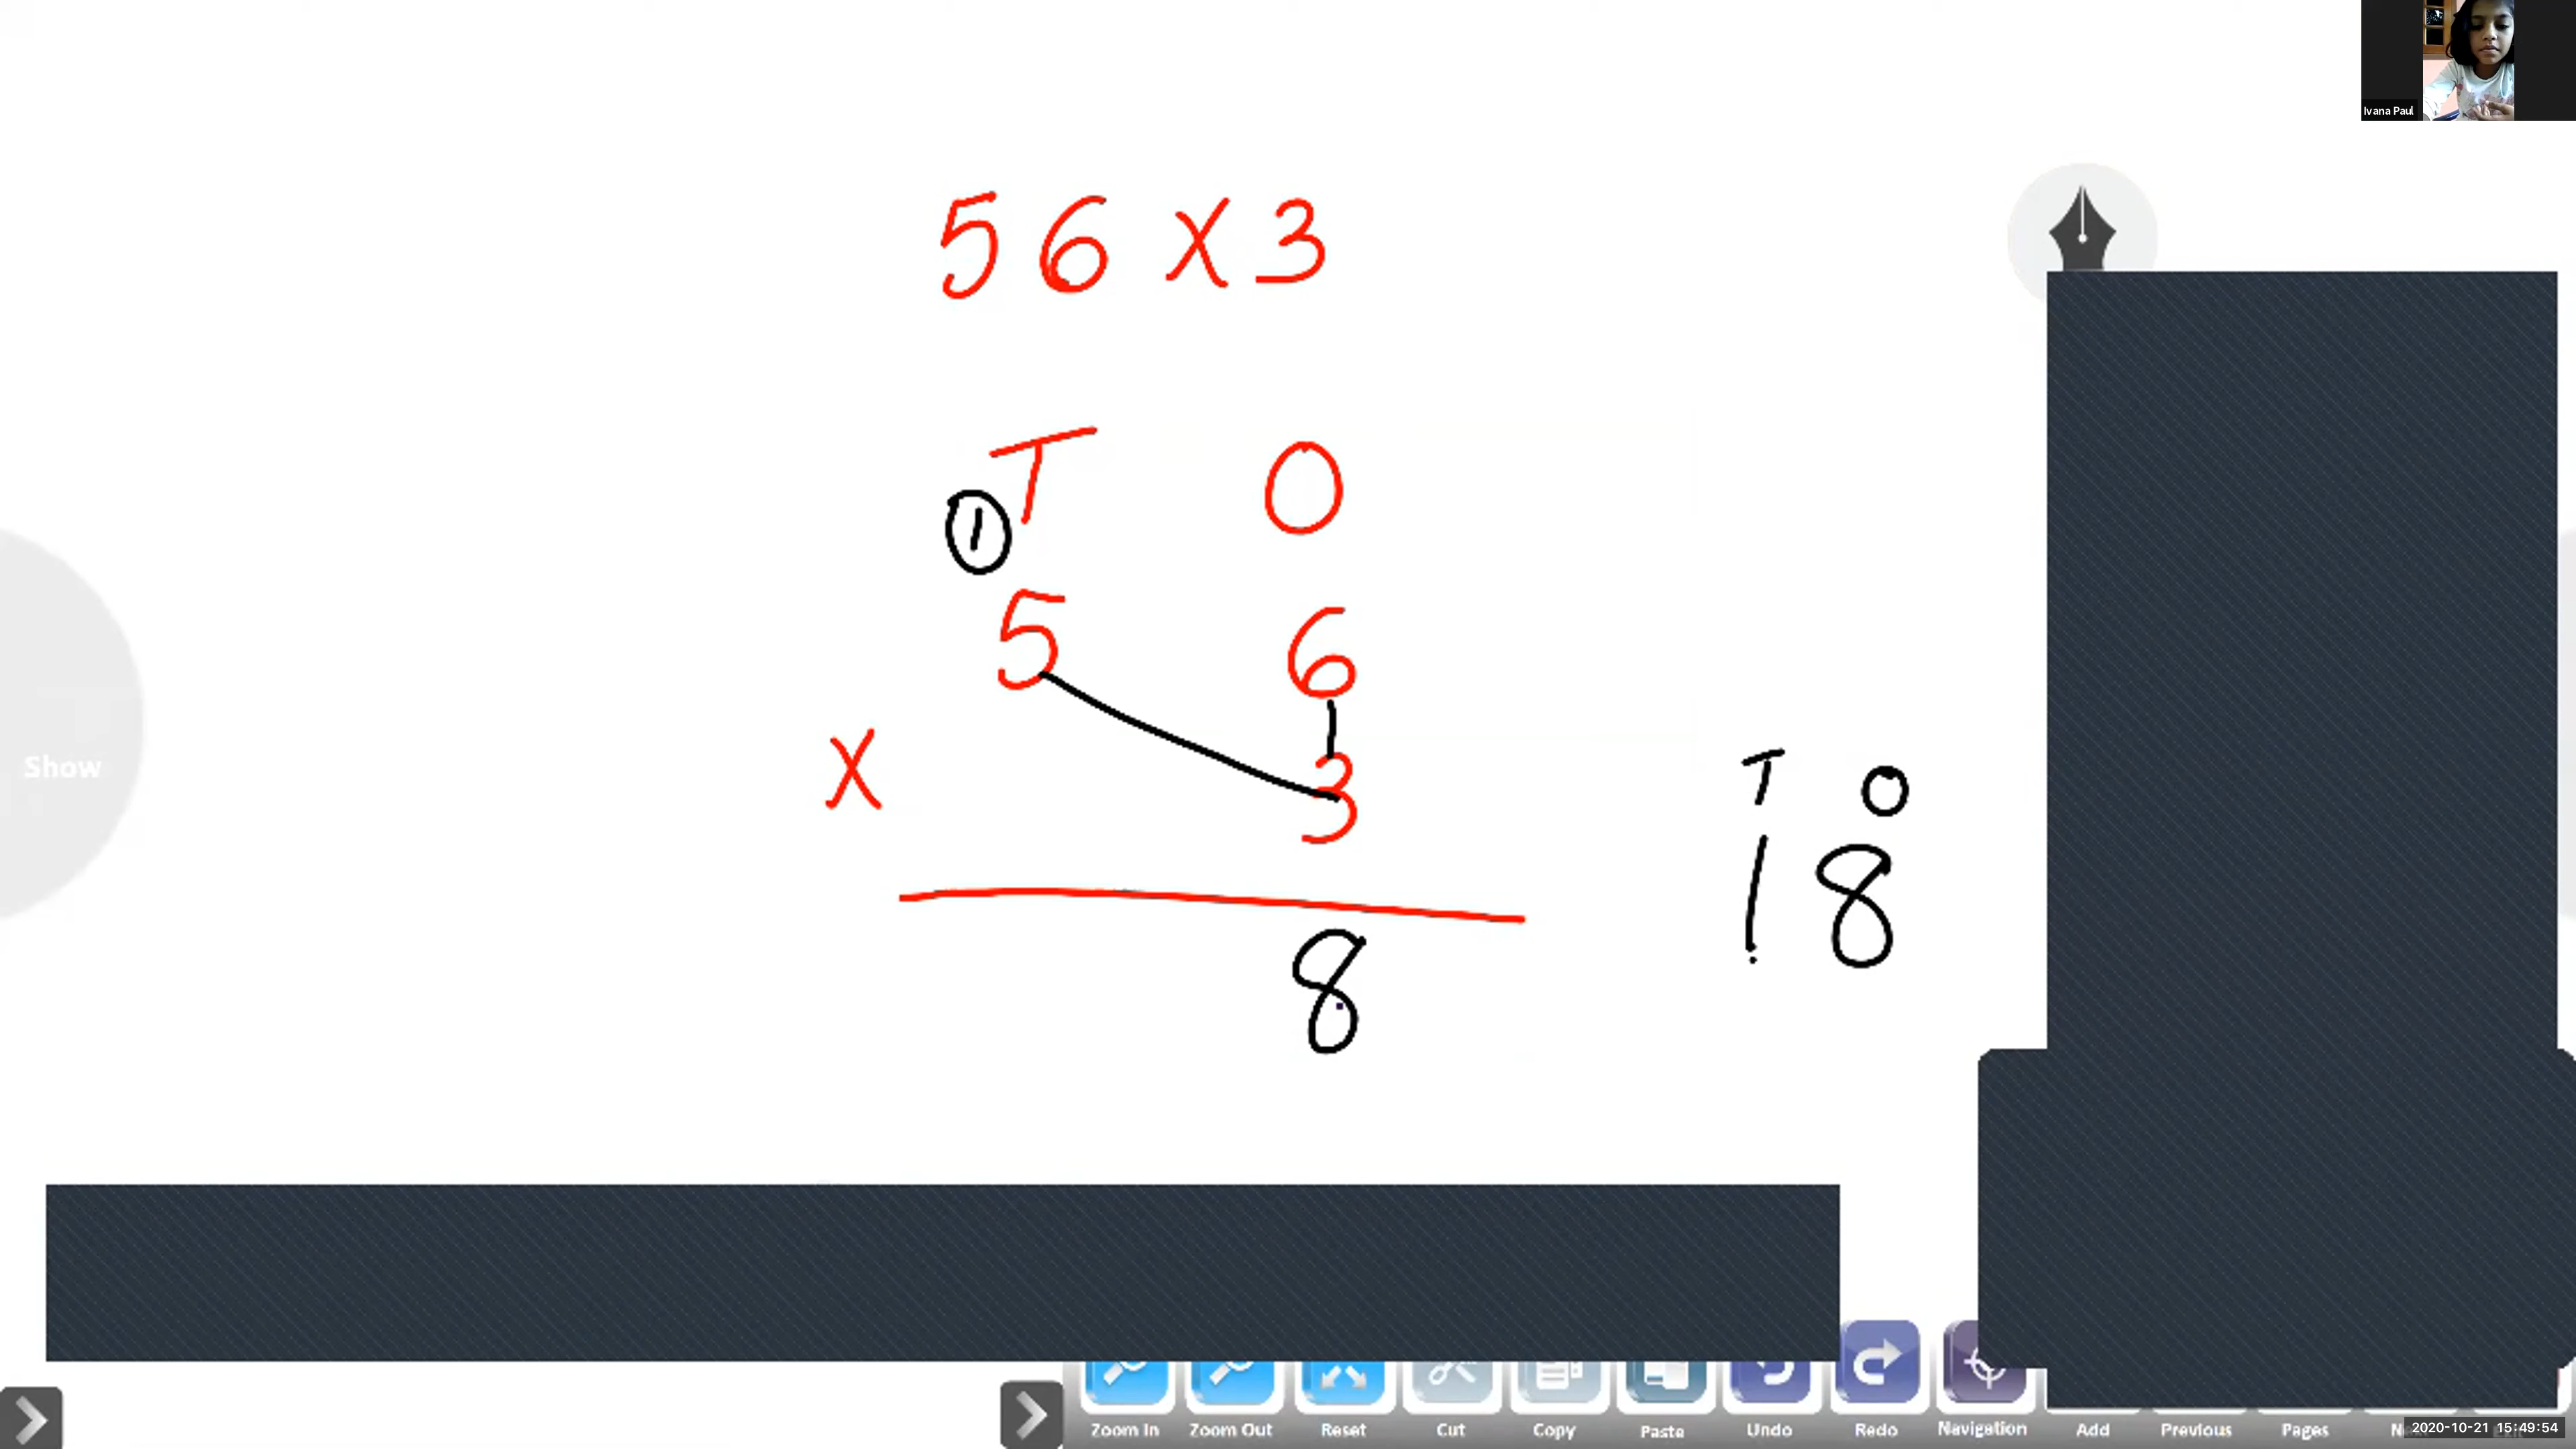 Ivana Paul
56 X 3
T O
1
5 6
X 3
8
T O
18
Show
Zoom In Zoom Out Reset Cut Copy Paste Undo Redo Navigation Add Previous Pages
2020-10-21 15:49:54